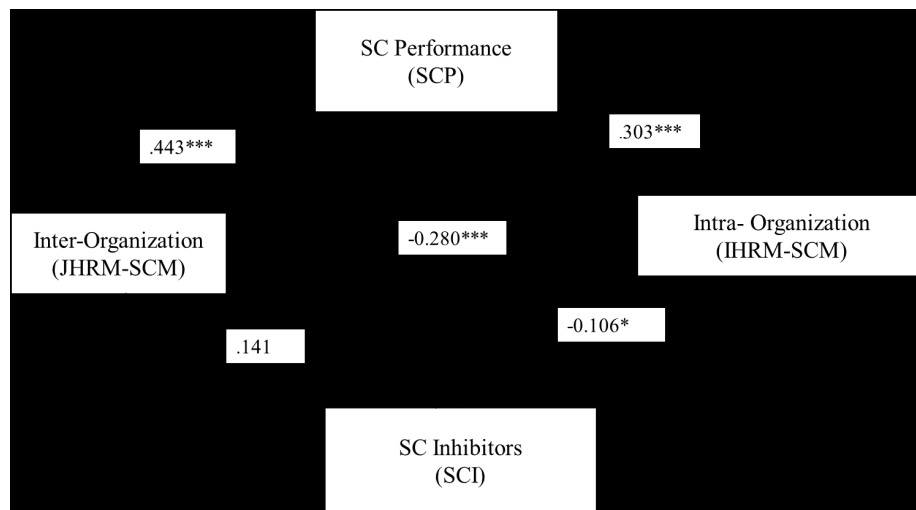 SC Performance
(SCP)
.443***
.303***
Inter-Organization
(JHRM-SCM)
-0.280***
Intra- Organization
(IHRM-SCM)
.141
-0.106*
SC Inhibitors
(SCI)